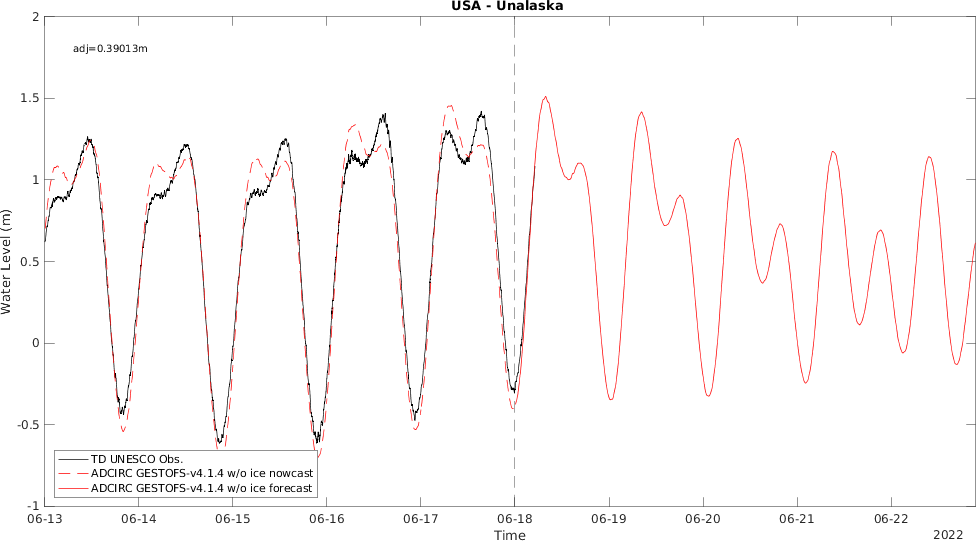 USA - Unalaska
2
adj=0.39013m
1.5
1
0.5
0
-0.5
-1
Water Level (m)
TD UNESCO Obs.
ADCIRC GESTOFS-v4.1.4 w/o ice nowcast
ADCIRC GESTOFS-v4.1.4 w/o ice forecast
06-13 06-14 06-15 06-16 06-17 06-18 06-19 06-20 06-21 06-22
Time
2022